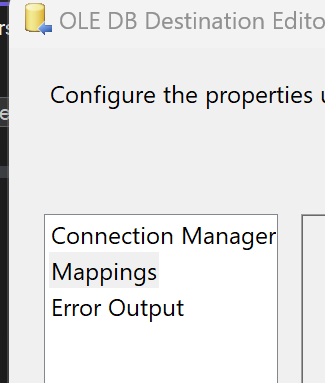 OLE DB Destination Edito
Configure the properties u
Connection Manager
Mappings
Error Output